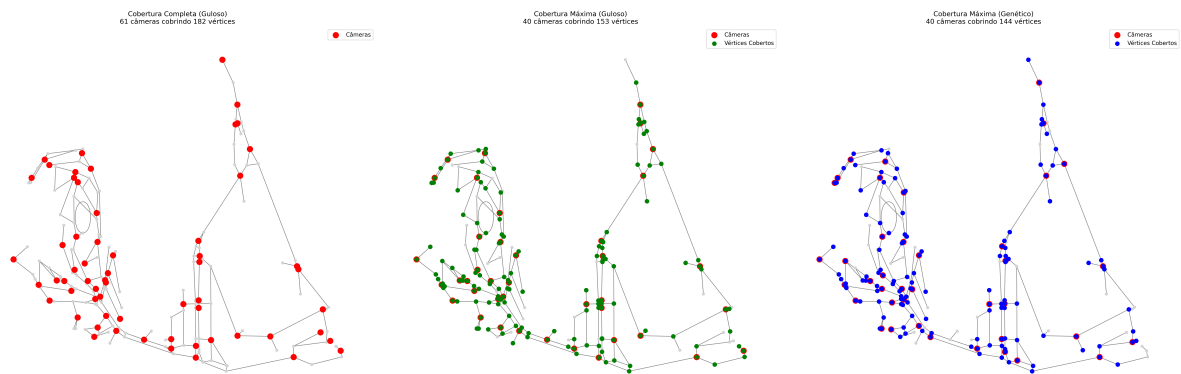 Cobertura Completa (Guloso)
61 câmeras cobrindo 182 vértices
Câmeras
Cobertura Máxima (Guloso)
40 câmeras cobrindo 153 vértices
Câmeras
Vértices Cobertos
Cobertura Máxima (Genético)
40 câmeras cobrindo 144 vértices
Câmeras
Vértices Cobertos